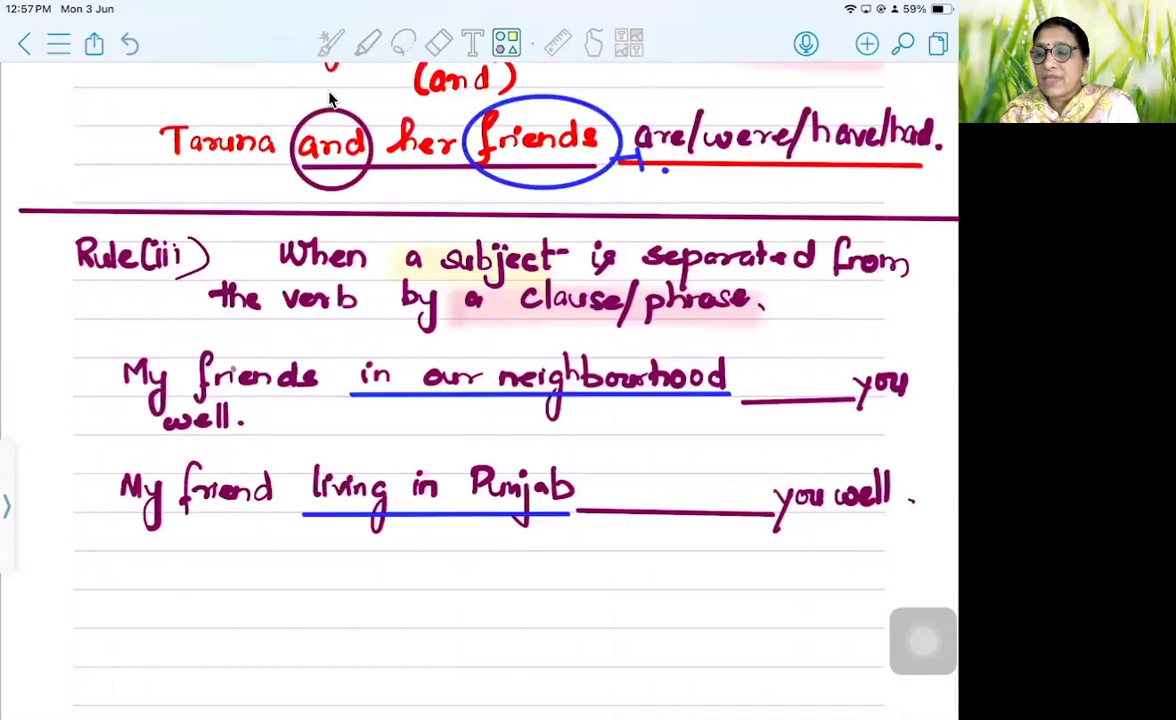 12:57 PM Mon 3 Jun
59%
(and)
Taruna and her friends are/were/have/had.
Rule(iii) When a subject is separated from
the verb by a clause/phrase.
My friends in our neighbourhood ______ you
well.
My friend living in Punjab ______ you well.